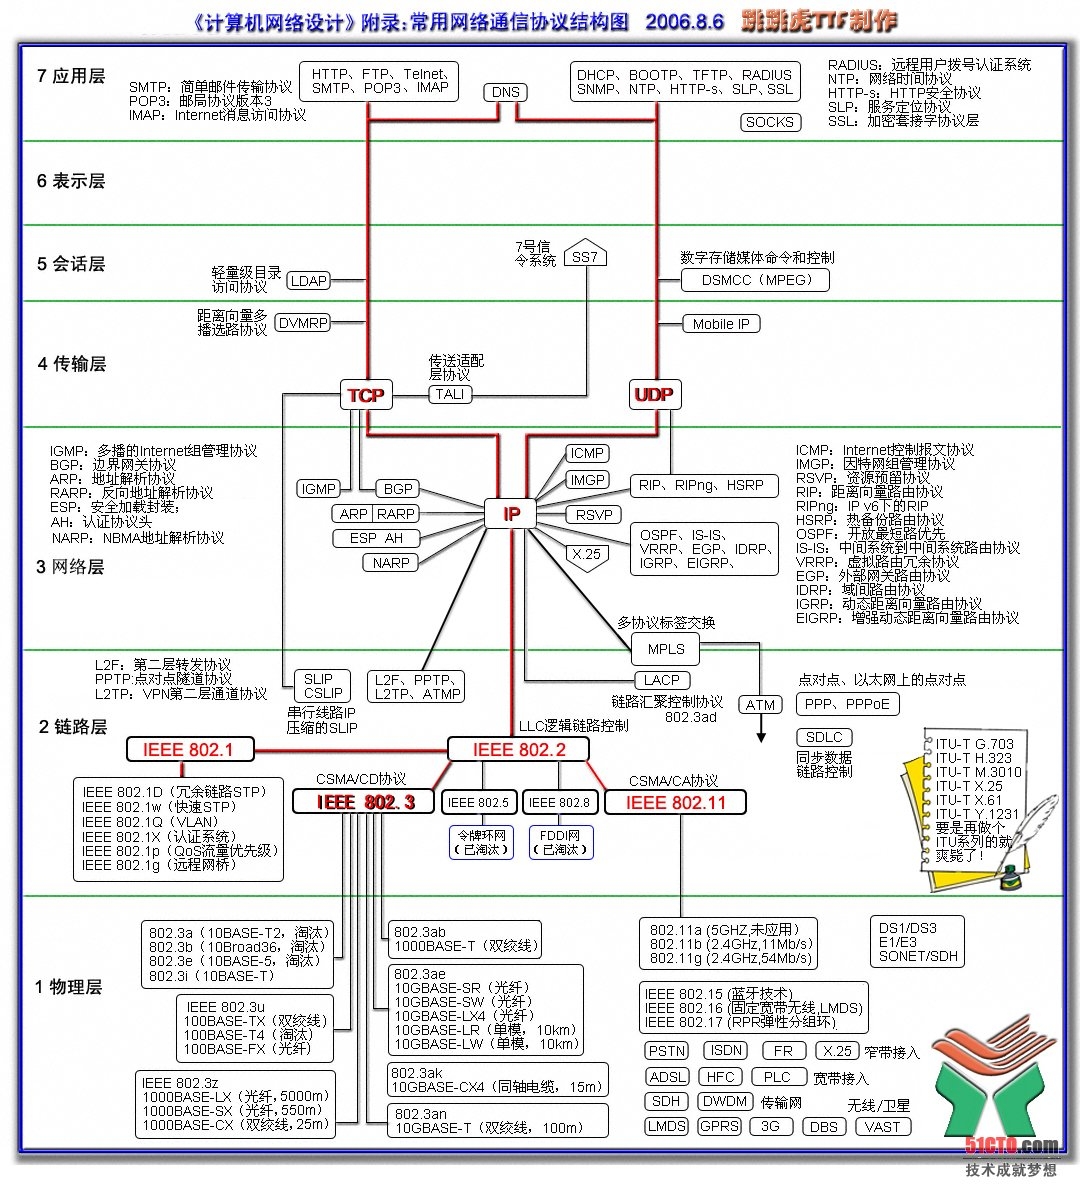 《计算机网络设计》附录:常用网络通信协议结构图 2006.8.6 跳跳虎TTF制作
7 应用层
SMTP：简单邮件传输协议
POP3：邮局协议版本3
IMAP：Internet消息访问协议
HTTP、FTP、Telnet、
SMTP、POP3、IMAP
DNS
DHCP、BOOTP、TFTP、RADIUS
SNMP、NTP、HTTP-s、SLP、SSL
SOCKS
RADIUS：远程用户拨号认证系统
NTP：网络时间协议
HTTP-s：HTTP安全协议
SLP：服务定位协议
SSL：加密套接字协议层
6 表示层
5 会话层
轻量级目录
访问协议
LDAP
7号信
令系统
SS7
数字存储媒体命令和控制
DSMCC（MPEG）
4 传输层
距离向量多
播选路协议
DVMRP
Mobile IP
传送适配
层协议
TCP
TALI
UDP
3 网络层
IGMP：多播的Internet组管理协议
BGP：边界网关协议
ARP：地址解析协议
RARP：反向地址解析协议
ESP：安全加载封装；
AH：认证协议头
NARP：NBMA地址解析协议
IGMP
BGP
ARP
RARP
ESP AH
NARP
IP
ICMP
IMGP
RSVP
X.25
RIP、RIPng、HSRP
OSPF、IS-IS、
VRRP、EGP、IDRP、
IGRP、EIGRP、
ICMP：Internet控制报文协议
IMGP：因特网组管理协议
RSVP：资源预留协议
RIP：距离向量路由协议
RIPng：IP v6下的RIP
HSRP：热备份路由协议
OSPF：开放最短路优先
IS-IS：中间系统到中间系统路由协议
VRRP：虚拟路由冗余协议
EGP：外部网关路由协议
IDRP：域间路由协议
IGRP：动态距离向量路由协议
EIGRP：增强动态距离向量路由协议
多协议标签交换
MPLS
2 链路层
L2F：第二层转发协议
PPTP:点对点隧道协议
L2TP：VPN第二层通道协议
SLIP
CSLIP
串行线路IP
压缩的SLIP
L2F、PPTP、
L2TP、ATMP
LACP
链路汇聚控制协议
802.3ad
ATM
点对点、以太网上的点对点
PPP、PPPoE
SDLC
同步数据
链路控制
LLC逻辑链路控制
IEEE 802.1
IEEE 802.2
IEEE 802.1D（冗余链路STP）
IEEE 802.1w（快速STP）
IEEE 802.1Q（VLAN）
IEEE 802.1X（认证系统）
IEEE 802.1p（QoS流量优先级）
IEEE 802.1g（远程网桥）
CSMA/CD协议
IEEE 802.3
IEEE 802.5
IEEE 802.8
CSMA/CA协议
IEEE 802.11
令牌环网
（已淘汰）
FDDI网
（已淘汰）
ITU-T G.703
ITU-T H.323
ITU-T M.3010
ITU-T X.25
ITU-T X.61
ITU-T Y.1231
要是再做个
ITU系列的就
爽毙了！
1 物理层
802.3a（10BASE-T2，淘汰）
802.3b（10Broad36，淘汰）
802.3e（10BASE-5，淘汰）
802.3i（10BASE-T）
IEEE 802.3u
100BASE-TX（双绞线）
100BASE-T4（淘汰）
100BASE-FX（光纤）
IEEE 802.3z
1000BASE-LX（光纤，5000m）
1000BASE-SX（光纤，550m）
1000BASE-CX（双绞线，25m）
802.3ab
1000BASE-T（双绞线）
802.3ae
10GBASE-SR（光纤）
10GBASE-SW（光纤）
10GBASE-LX4（光纤）
10GBASE-LR（单模，10km）
10GBASE-LW（单模，10km）
802.3ak
10GBASE-CX4（同轴电缆，15m）
802.3an
10GBASE-T（双绞线，100m）
802.11a (5GHZ,未应用)
802.11b (2.4GHz,11Mb/s)
802.11g (2.4GHz,54Mb/s)
DS1/DS3
E1/E3
SONET/SDH
IEEE 802.15 (蓝牙技术)
IEEE 802.16 (固定宽带无线,LMDS)
IEEE 802.17 (RPR弹性分组环)
PSTN ISDN FR X.25 窄带接入
ADSL HFC PLC 宽带接入
SDH DWDM 传输网 无线/卫星
LMDS GPRS 3G DBS VAST
51CTO.com
技术成就梦想